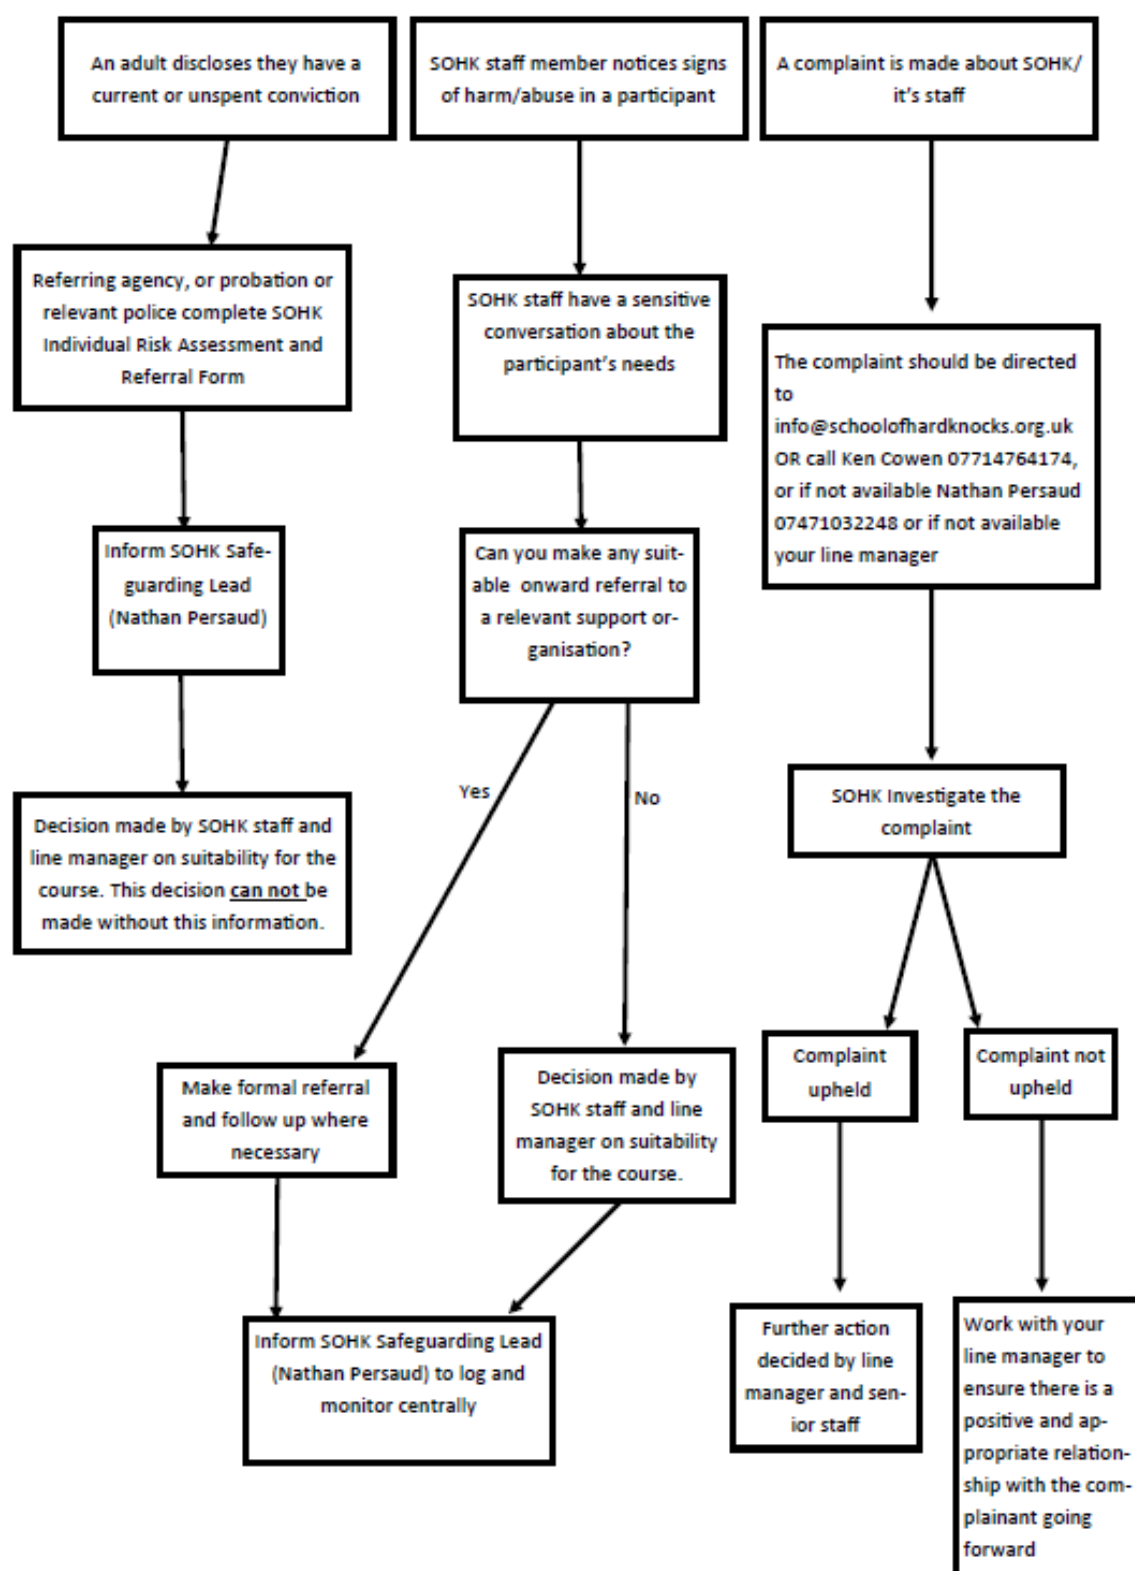 An adult discloses they have a
current or unspent conviction
SOHK staff member notices signs
of harm/abuse in a participant
A complaint is made about SOHK/
it's staff
Referring agency, or probation or
relevant police complete SOHK
Individual Risk Assessment and
Referral Form
SOHK staff have a sensitive
conversation about the
participant's needs
The complaint should be directed
to
info@schoolofhardknocks.org.uk
OR call Ken Cowen 07714764174,
or if not available Nathan Persaud
07471032248 or if not available
your line manager
Inform SOHK Safe-
guarding Lead
(Nathan Persaud)
Can you make any suit-
able onward referral to
a relevant support or-
ganisation?
Yes
No
SOHK Investigate the
complaint
Decision made by SOHK staff and
line manager on suitability for the
course. This decision can not be
made without this information.
Complaint
upheld
Complaint not
upheld
Make formal referral
and follow up where
necessary
Decision made by
SOHK staff and line
manager on suitability
for the course.
Inform SOHK Safeguarding Lead
(Nathan Persaud) to log and
monitor centrally
Further action
decided by line
manager and sen-
ior staff
Work with your
line manager to
ensure there is a
positive and ap-
propriate relation-
ship with the com-
plainant going
forward